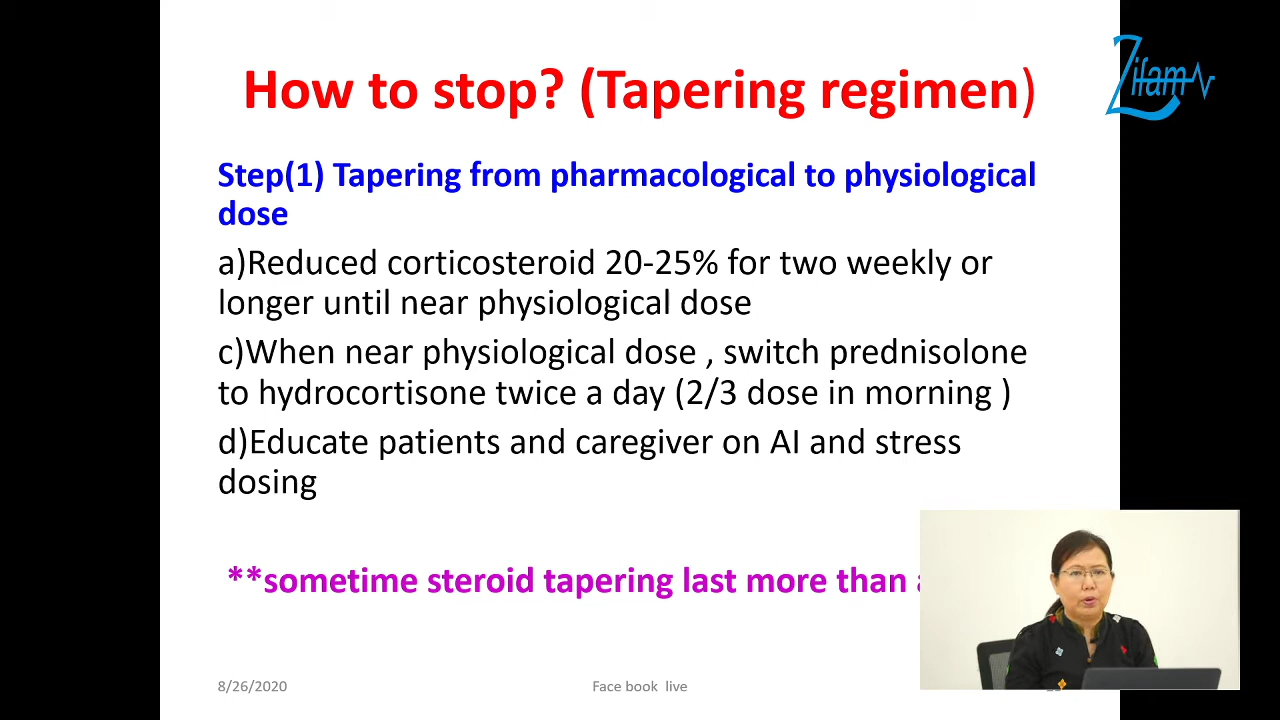 How to stop? (Tapering regimen)
Zifam
Step(1) Tapering from pharmacological to physiological
dose
a)Reduced corticosteroid 20-25% for two weekly or
longer until near physiological dose
c)When near physiological dose , switch prednisolone
to hydrocortisone twice a day (2/3 dose in morning )
d)Educate patients and caregiver on AI and stress
dosing
**sometime steroid tapering last more than
8/26/2020
Face book live